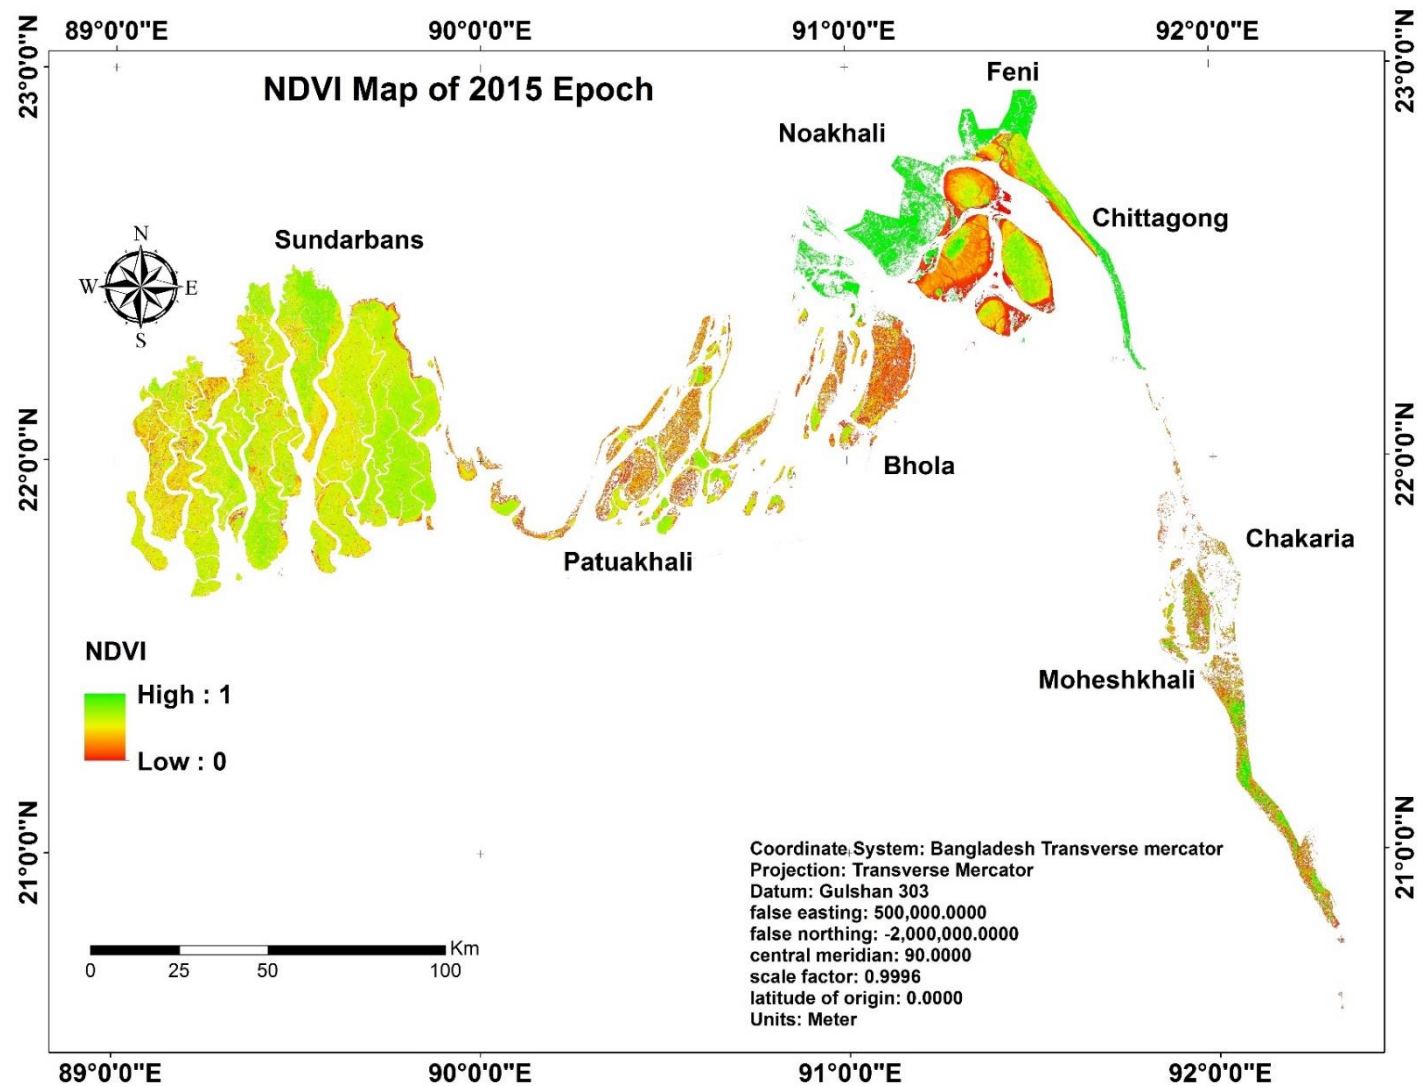 89°0'0"E 90°0'0"E 91°0'0"E 92°0'0"E
23°0'0"N
23°0'0"N
NDVI Map of 2015 Epoch
Feni
Noakhali
Chittagong
Sundarbans
N
W E
S
22°0'0"N
22°0'0"N
Bhola
Chakaria
Patuakhali
NDVI
High : 1
Low : 0
Moheshkhali
21°0'0"N
21°0'0"N
Coordinate System: Bangladesh Transverse mercator
Projection: Transverse Mercator
Datum: Gulshan 303
false easting: 500,000.0000
false northing: -2,000,000.0000
central meridian: 90.0000
scale factor: 0.9996
latitude of origin: 0.0000
Units: Meter
Km
0 25 50 100
89°0'0"E 90°0'0"E 91°0'0"E 92°0'0"E